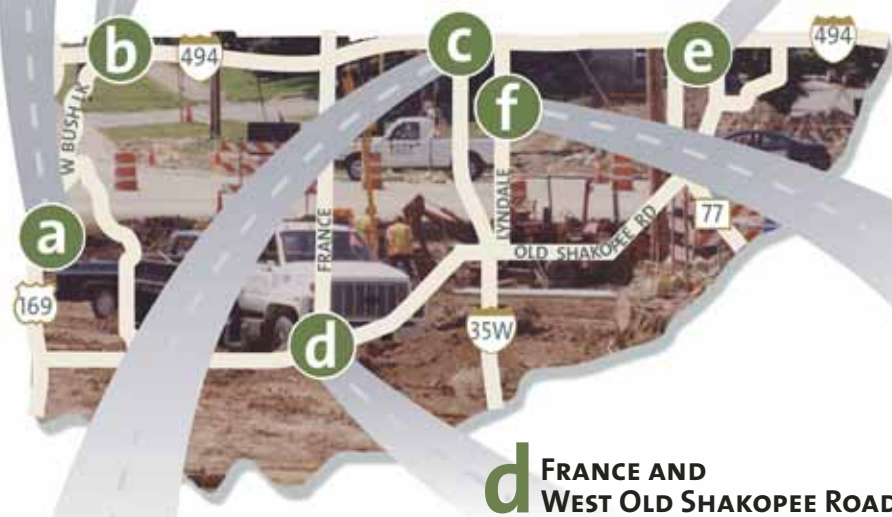 b
494
c
e
494
W BUSH LK
f
a
FRANCE
LYNDALE
77
OLD SHAKOPEE RD
169
35W
d
d FRANCE AND
WEST OLD SHAKOPEE ROAD